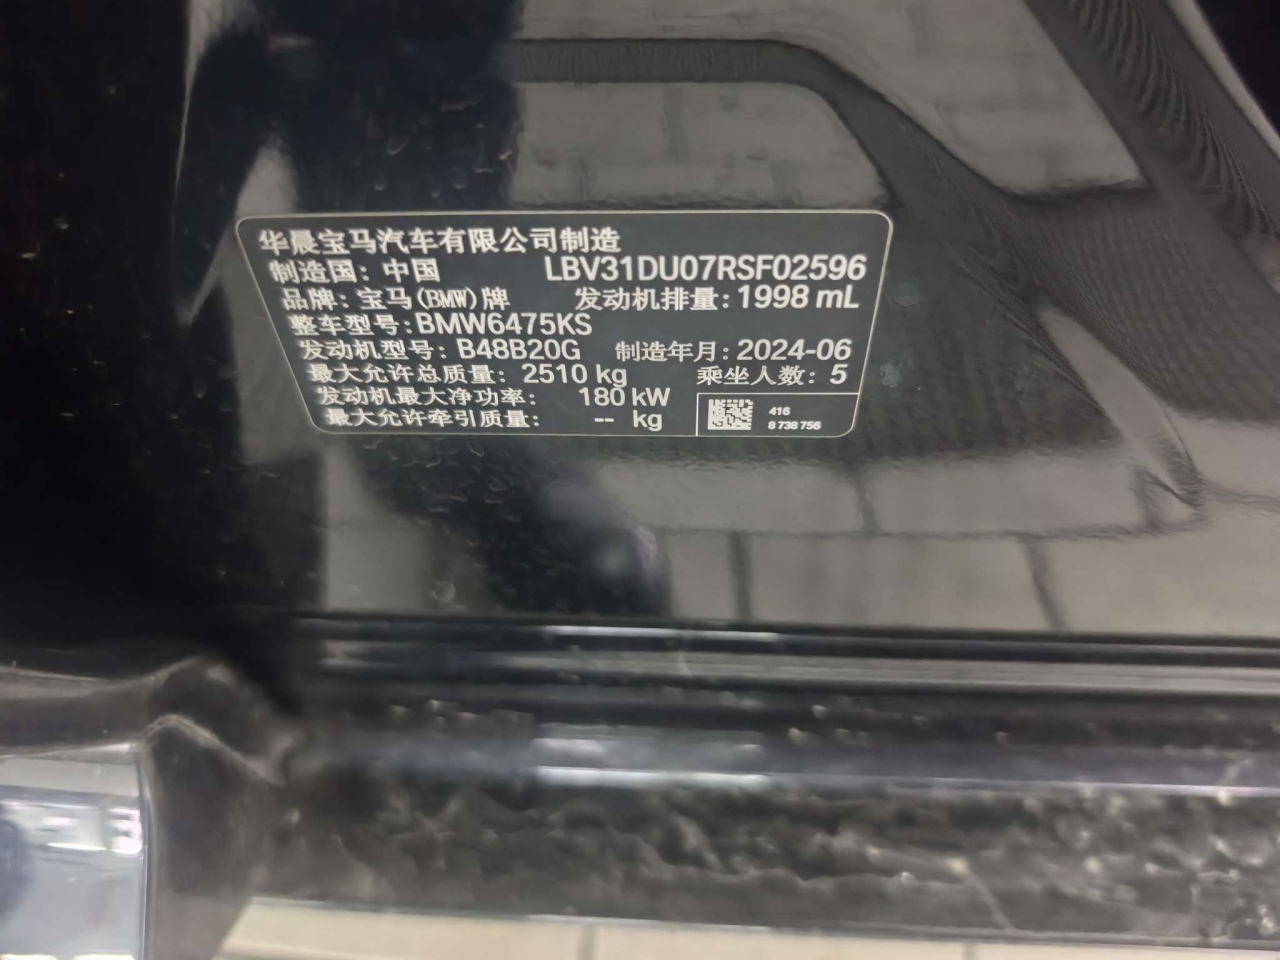 华晨宝马汽车有限公司制造
制造国: 中国 LBV31DU07RSF02596
品牌: 宝马(BMW)牌 发动机排量: 1998 mL
整车型号: BMW6475KS
发动机型号: B48B20G 制造年月: 2024-06
最大允许总质量: 2510 kg 乘坐人数: 5
发动机最大净功率: 180 kW
最大允许牵引质量: -- kg
416
8 738 756